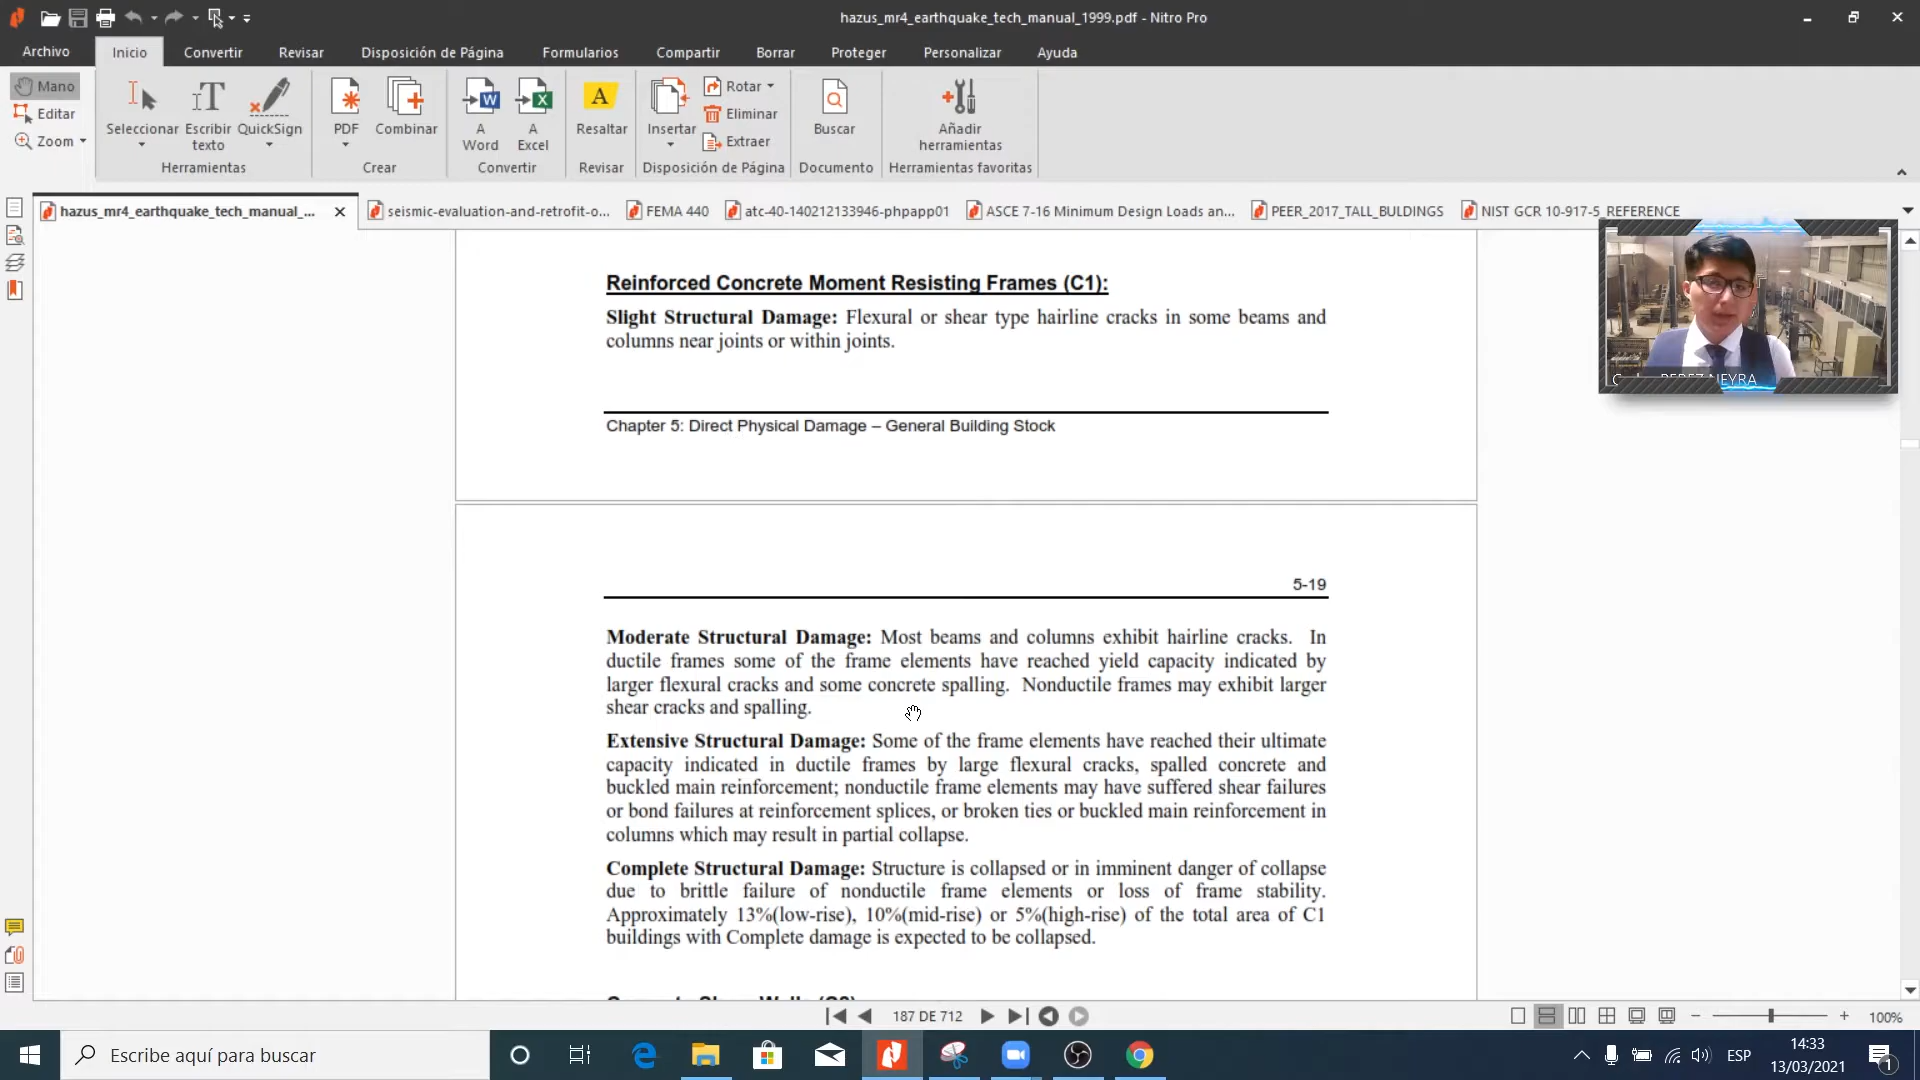 hazus_mr4_earthquake_tech_manual_1999.pdf - Nitro Pro
Archivo Inicio Convertir Revisar Disposición de Página Formularios Compartir Borrar Proteger Personalizar Ayuda
Mano
Editar
Zoom
Seleccionar
Escribir texto
QuickSign
Herramientas
PDF
Combinar
Crear
A Word
A Excel
Convertir
Resaltar
Revisar
Insertar
Rotar
Eliminar
Extraer
Disposición de Página
Buscar
Documento
Añadir herramientas
Herramientas favoritas
hazus_mr4_earthquake_tech_manual_... seismic-evaluation-and-retrofit-o... FEMA 440 atc-40-140212133946-phpapp01 ASCE 7-16 Minimum Design Loads an... PEER_2017_TALL_BULDINGS NIST GCR 10-917-5_REFERENCE
PEREZ NEYRA
Reinforced Concrete Moment Resisting Frames (C1):
Slight Structural Damage: Flexural or shear type hairline cracks in some beams and
columns near joints or within joints.
Chapter 5: Direct Physical Damage – General Building Stock
5-19
Moderate Structural Damage: Most beams and columns exhibit hairline cracks. In
ductile frames some of the frame elements have reached yield capacity indicated by
larger flexural cracks and some concrete spalling. Nonductile frames may exhibit larger
shear cracks and spalling.
Extensive Structural Damage: Some of the frame elements have reached their ultimate
capacity indicated in ductile frames by large flexural cracks, spalled concrete and
buckled main reinforcement; nonductile frame elements may have suffered shear failures
or bond failures at reinforcement splices, or broken ties or buckled main reinforcement in
columns which may result in partial collapse.
Complete Structural Damage: Structure is collapsed or in imminent danger of collapse
due to brittle failure of nonductile frame elements or loss of frame stability.
Approximately 13%(low-rise), 10%(mid-rise) or 5%(high-rise) of the total area of C1
buildings with Complete damage is expected to be collapsed.
187 DE 712
100%
Escribe aquí para buscar
ESP
14:33
13/03/2021
1